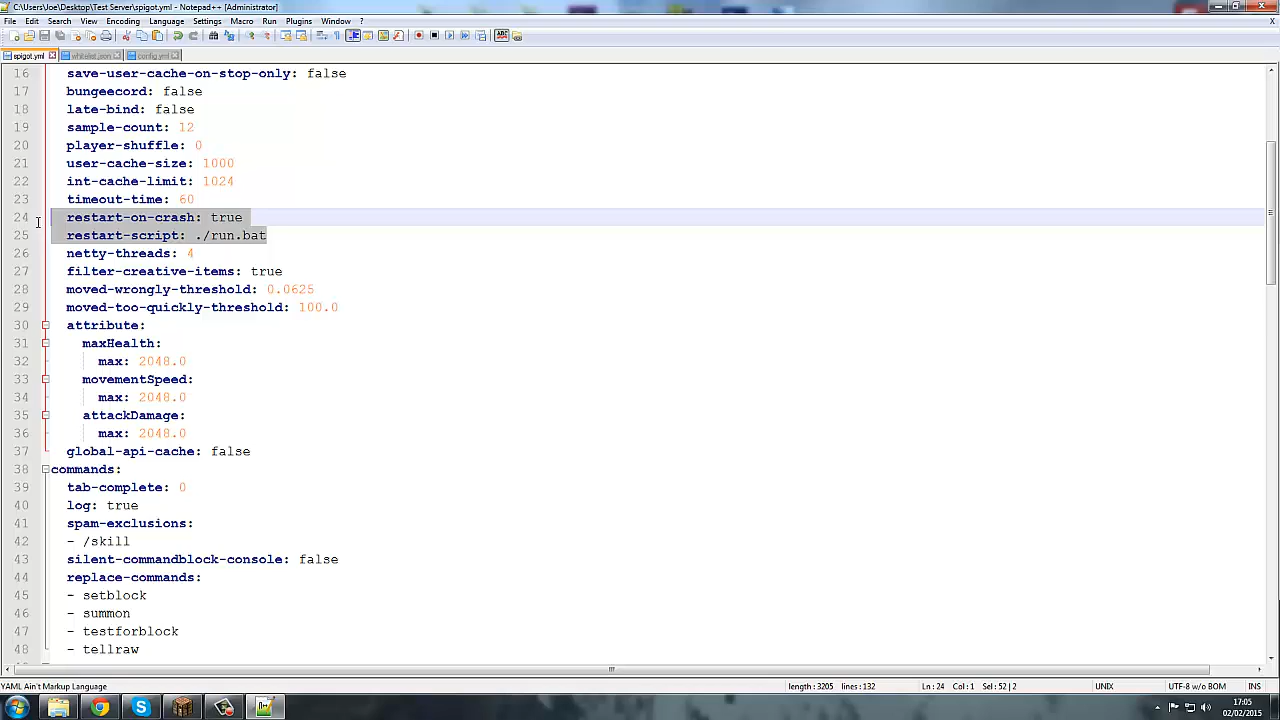 C:\Users\Joe\Desktop\Test Server\spigot.yml - Notepad++ [Administrator]
File Edit Search View Encoding Language Settings Macro Run Plugins Window ?
spigot.yml whitelist.json config.yml
16 save-user-cache-on-stop-only: false
17 bungeecord: false
18 late-bind: false
19 sample-count: 12
20 player-shuffle: 0
21 user-cache-size: 1000
22 int-cache-limit: 1024
23 timeout-time: 60
24 restart-on-crash: true
25 restart-script: ./run.bat
26 netty-threads: 4
27 filter-creative-items: true
28 moved-wrongly-threshold: 0.0625
29 moved-too-quickly-threshold: 100.0
30 attribute:
31 maxHealth:
32 max: 2048.0
33 movementSpeed:
34 max: 2048.0
35 attackDamage:
36 max: 2048.0
37 global-api-cache: false
38 commands:
39 tab-complete: 0
40 log: true
41 spam-exclusions:
42 - /skill
43 silent-commandblock-console: false
44 replace-commands:
45 - setblock
46 - summon
47 - testforblock
48 - tellraw
YAML Ain't Markup Language length : 3205 lines : 132 Ln : 24 Col : 1 Sel : 52 | 2 UNIX UTF-8 w/o BOM INS
17:05
02/02/2015